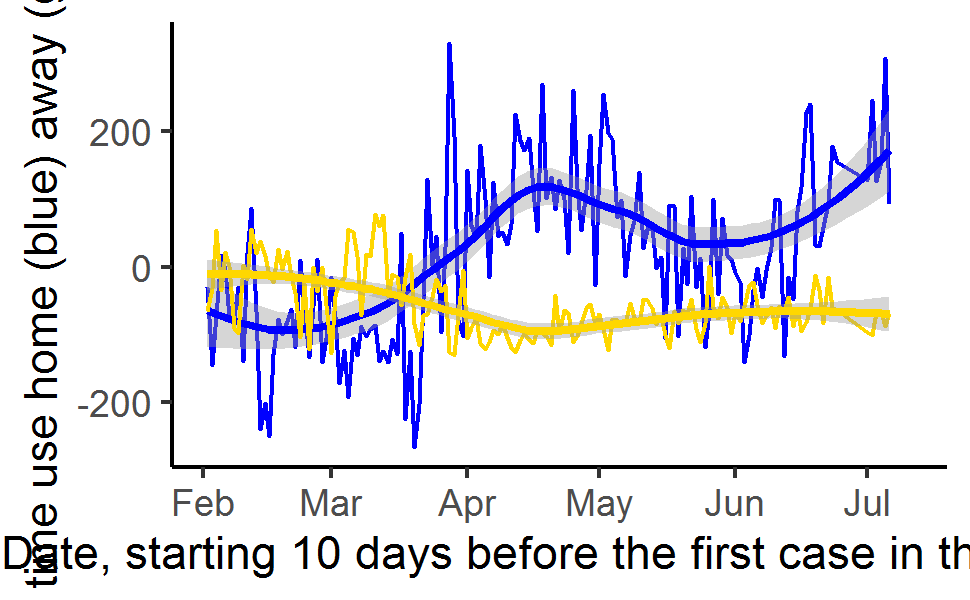 time use home (blue) away (
200
0
-200
Feb Mar Apr May Jun Jul
Date, starting 10 days before the first case in th